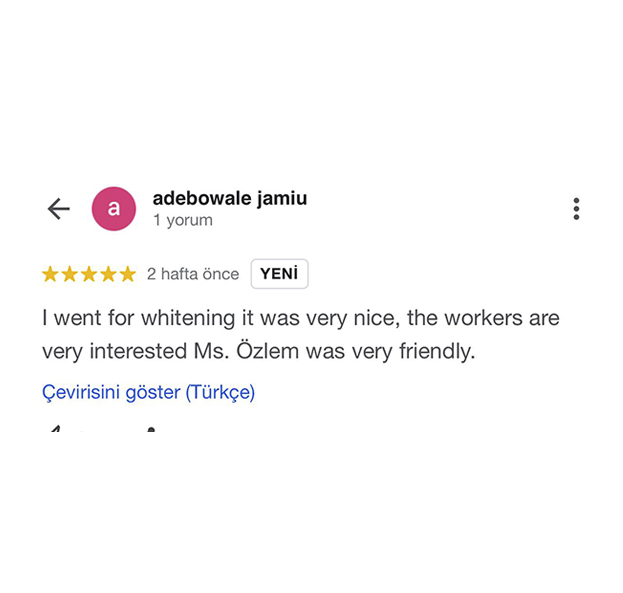 a
adebowale jamiu
1 yorum
2 hafta önce YENİ
I went for whitening it was very nice, the workers are
very interested Ms. Özlem was very friendly.
Çevirisini göster (Türkçe)